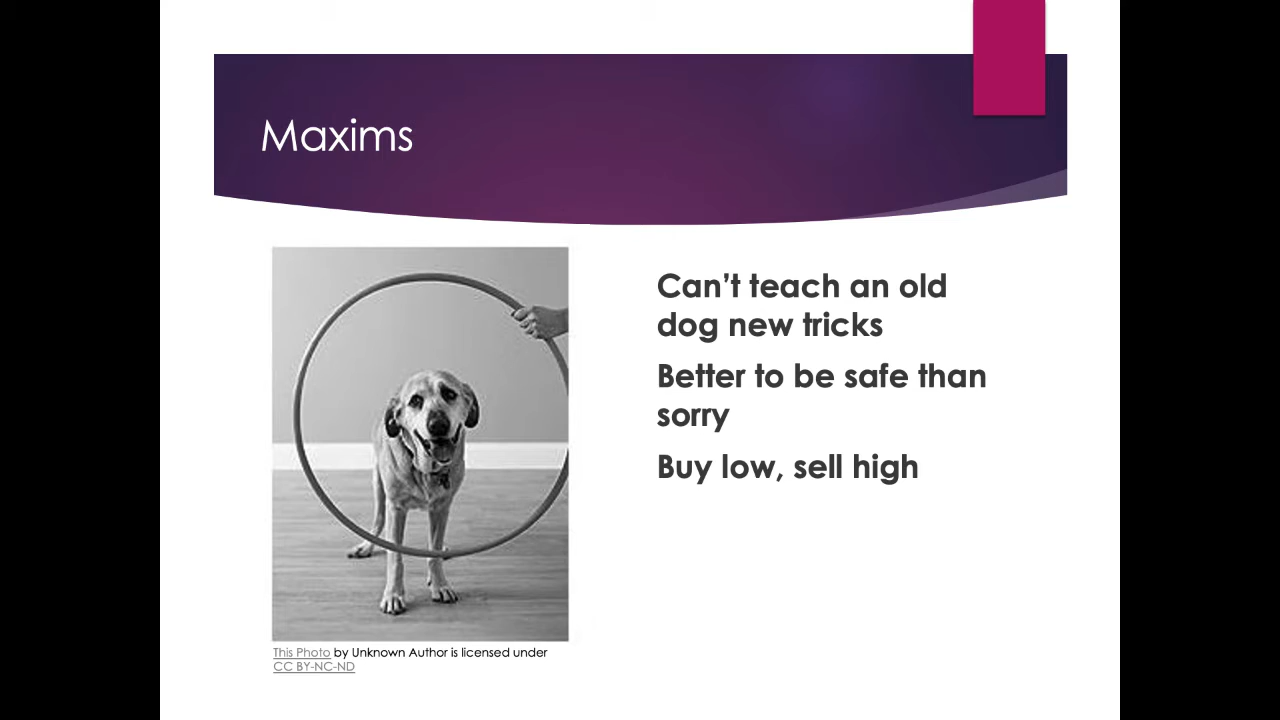 Maxims
Can’t teach an old
dog new tricks
Better to be safe than
sorry
Buy low, sell high
This Photo by Unknown Author is licensed under
CC BY-NC-ND